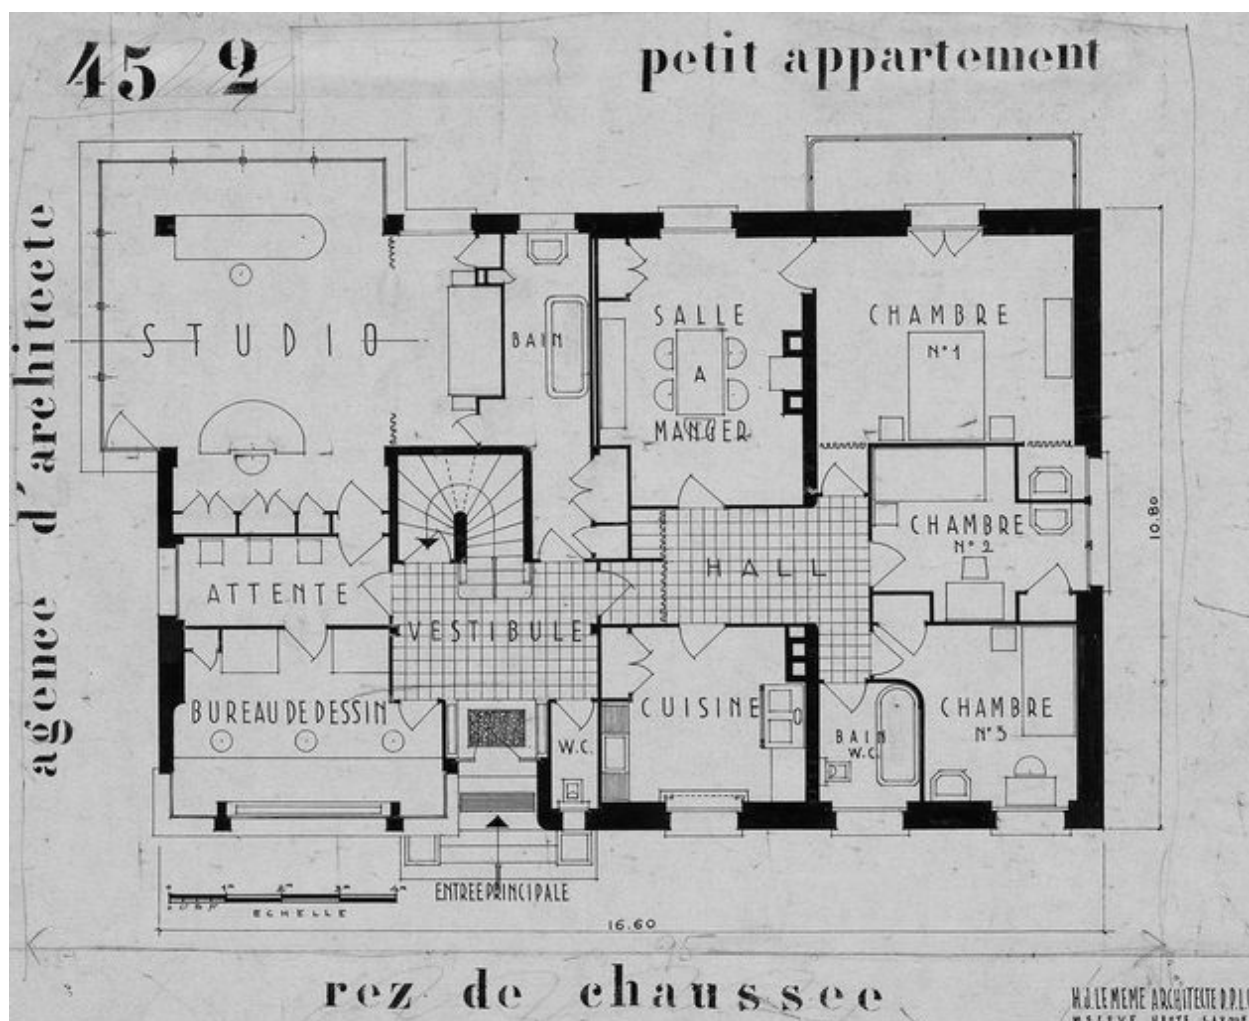 45 2
petit appartement
agence d'architecte
STUDIO
BAIN
SALLE
A
MANGER
CHAMBRE
N°1
CHAMBRE
N°2
HALL
ATTENTE
VESTIBULE
BUREAU DE DESSIN
W.C.
CUISINE
BAIN
W.C.
CHAMBRE
N°3
10.80
ENTREE PRINCIPALE
ECHELLE
16.60
rez de chaussee
H.J. LE MEME ARCHITECTE D.P.L.